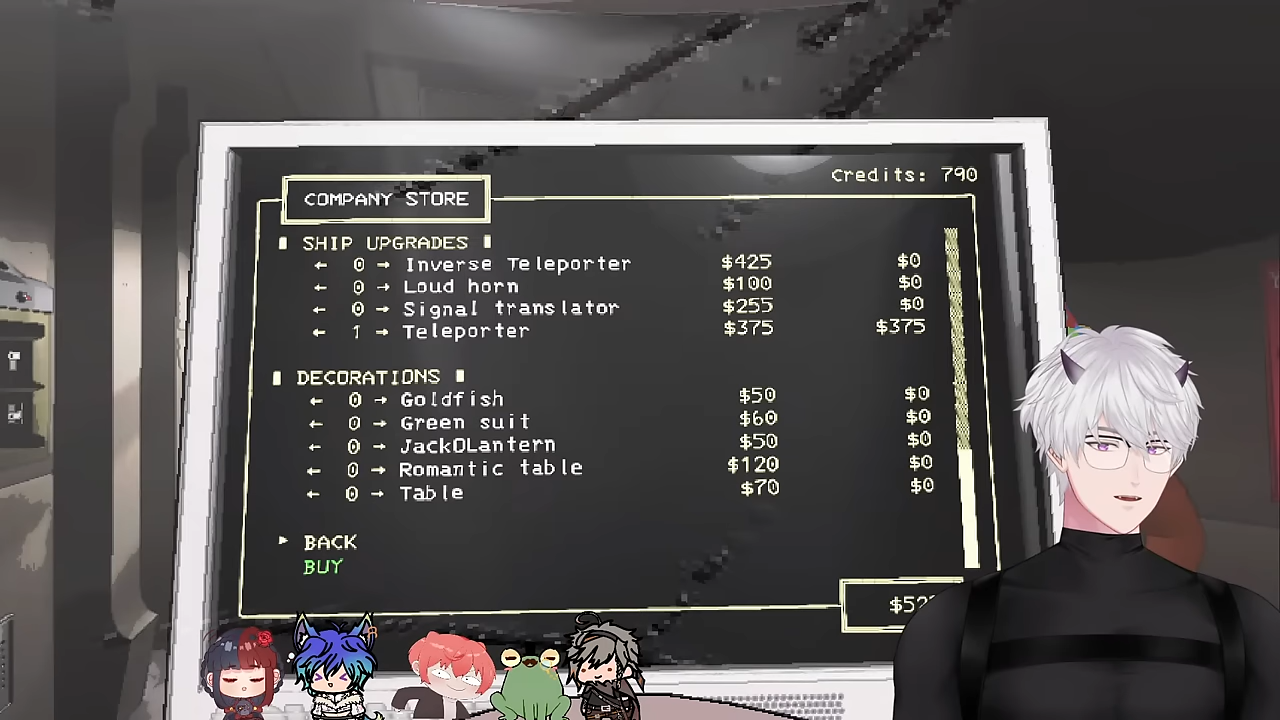 Credits: 790
COMPANY STORE
SHIP UPGRADES
← 0 → Inverse Teleporter $425 $0
← 0 → Loud horn $100 $0
← 0 → Signal translator $255 $0
← 1 → Teleporter $375 $375
DECORATIONS
← 0 → Goldfish $50 $0
← 0 → Green suit $60 $0
← 0 → JackOLantern $50 $0
← 0 → Romantic table $120 $0
← 0 → Table $70 $0
BACK
BUY